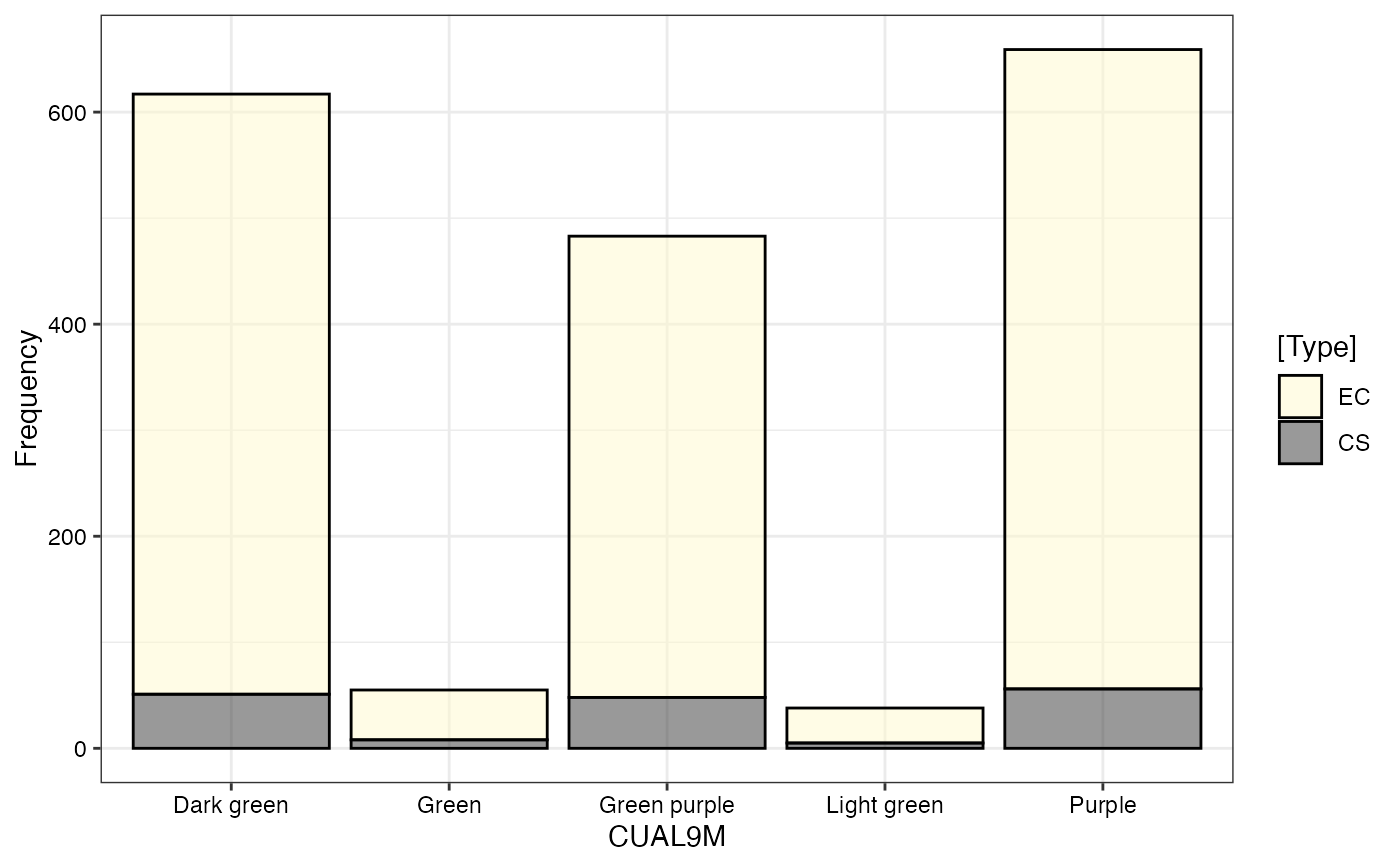 Frequency
600
400
200
0
Dark green
Green
Green purple
Light green
Purple
CUAL9M
[Type]
EC
CS